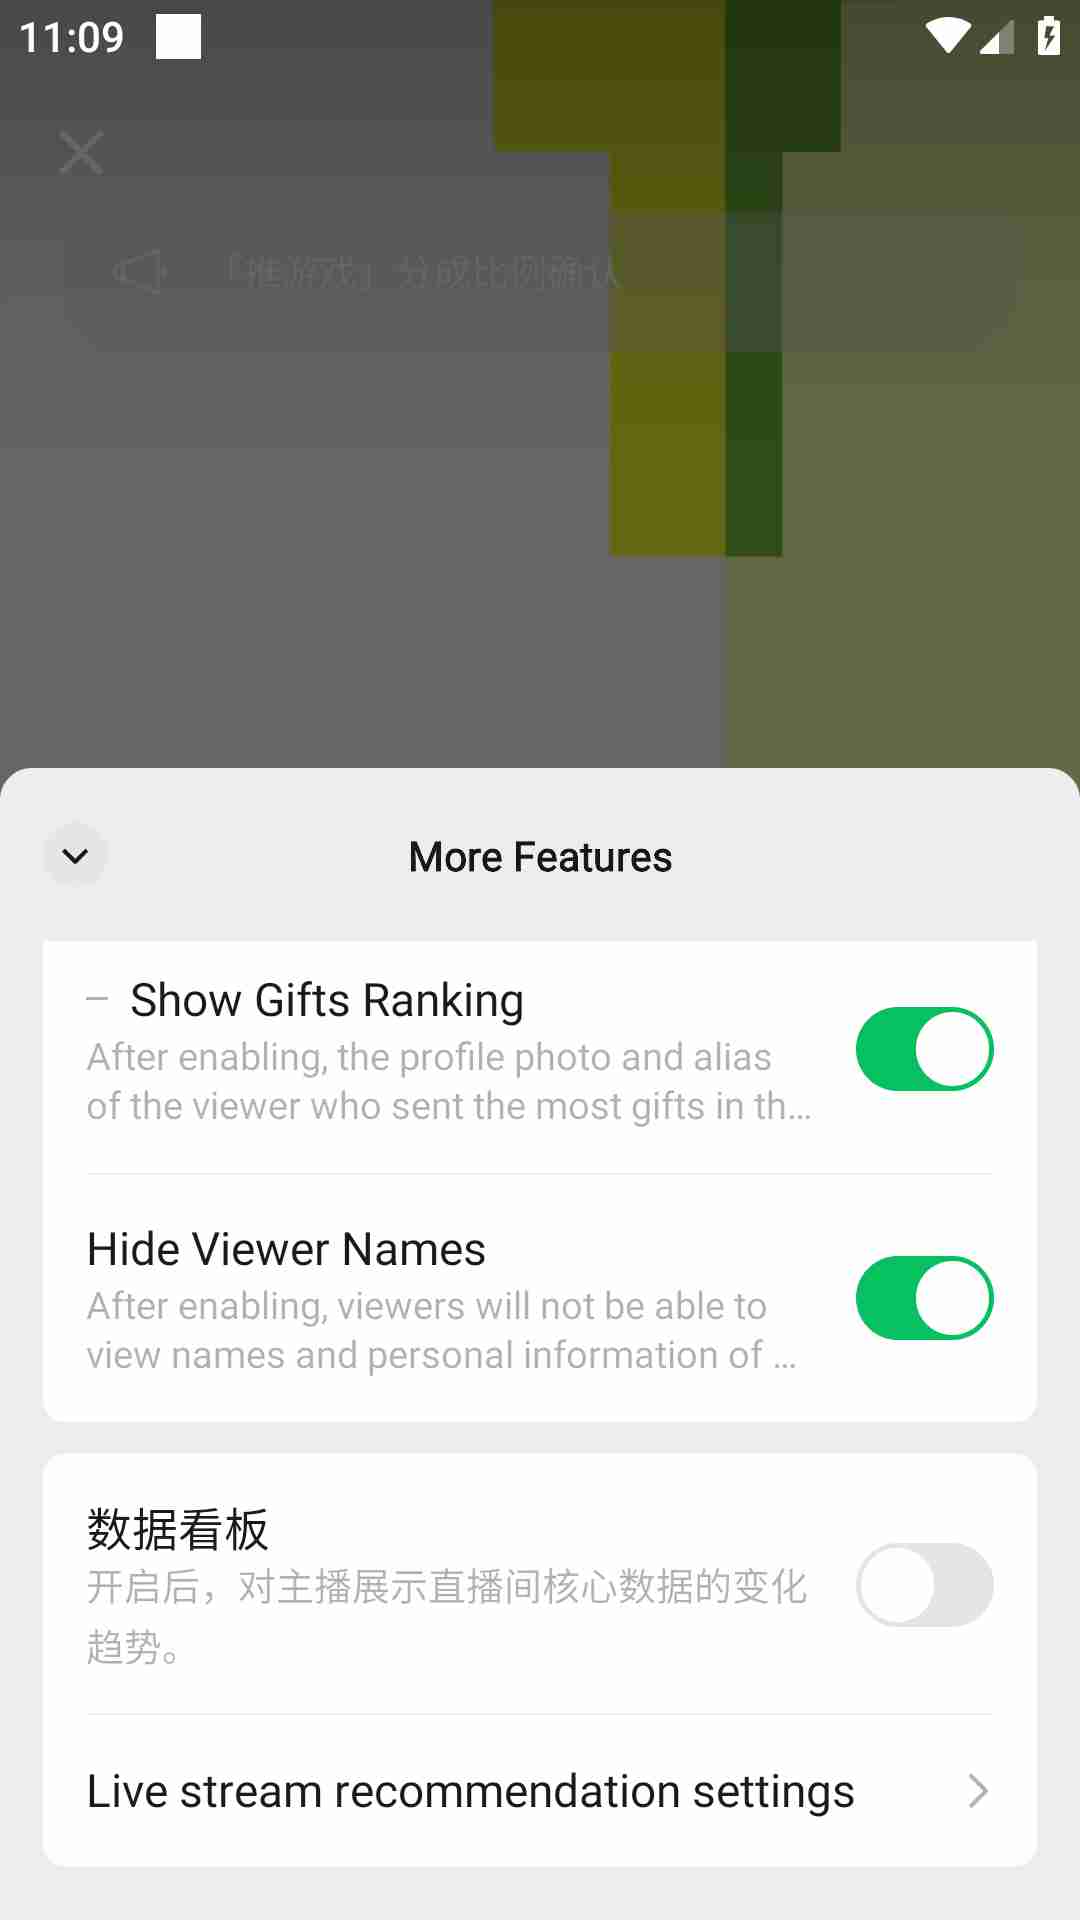 11:09
「推游戏」分成比例确认
More Features
Show Gifts Ranking
After enabling, the profile photo and alias
of the viewer who sent the most gifts in th...
Hide Viewer Names
After enabling, viewers will not be able to
view names and personal information of ...
数据看板
开启后，对主播展示直播间核心数据的变化
趋势。
Live stream recommendation settings